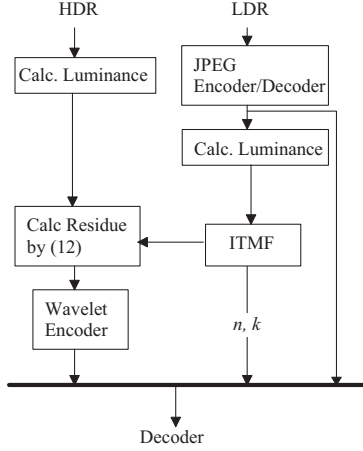 HDR
LDR
Calc. Luminance
JPEG
Encoder/Decoder
Calc. Luminance
Calc Residue
by (12)
ITMF
Wavelet
Encoder
n, k
Decoder